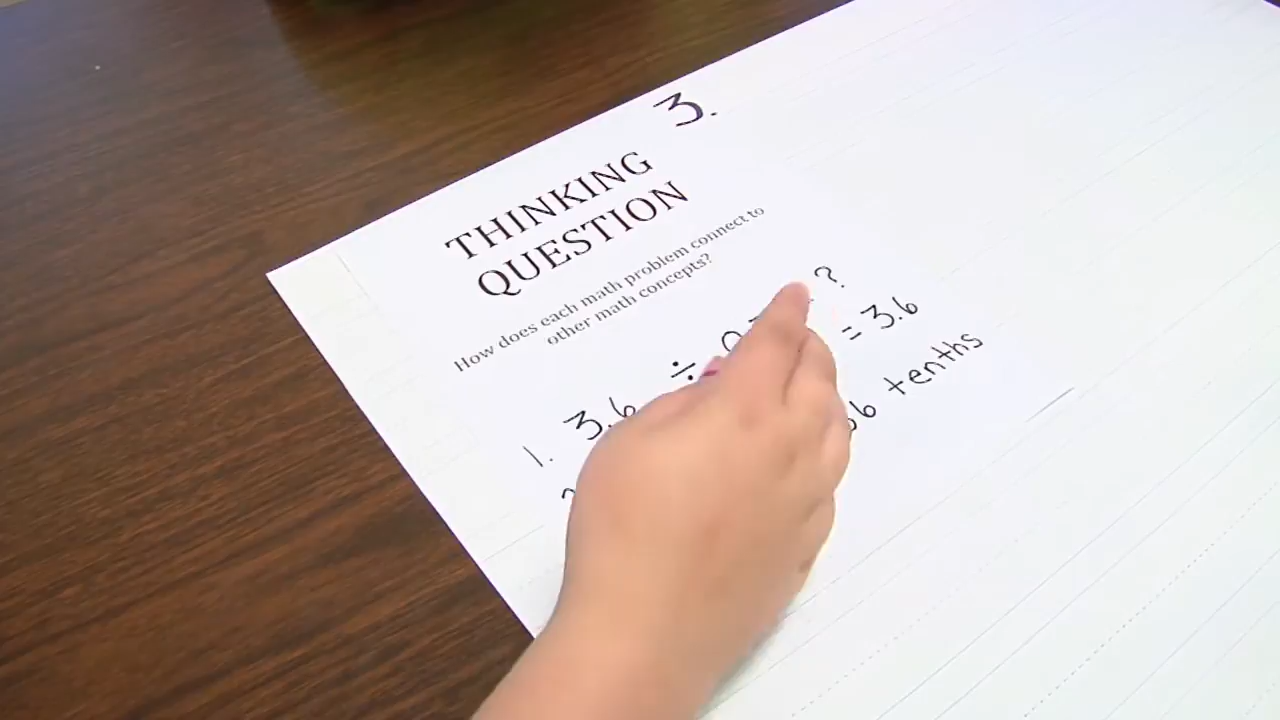 3.
THINKING
QUESTION
How does each math problem connect to
other math concepts?
1. 3.6 ÷ ?
= 3.6
tenths